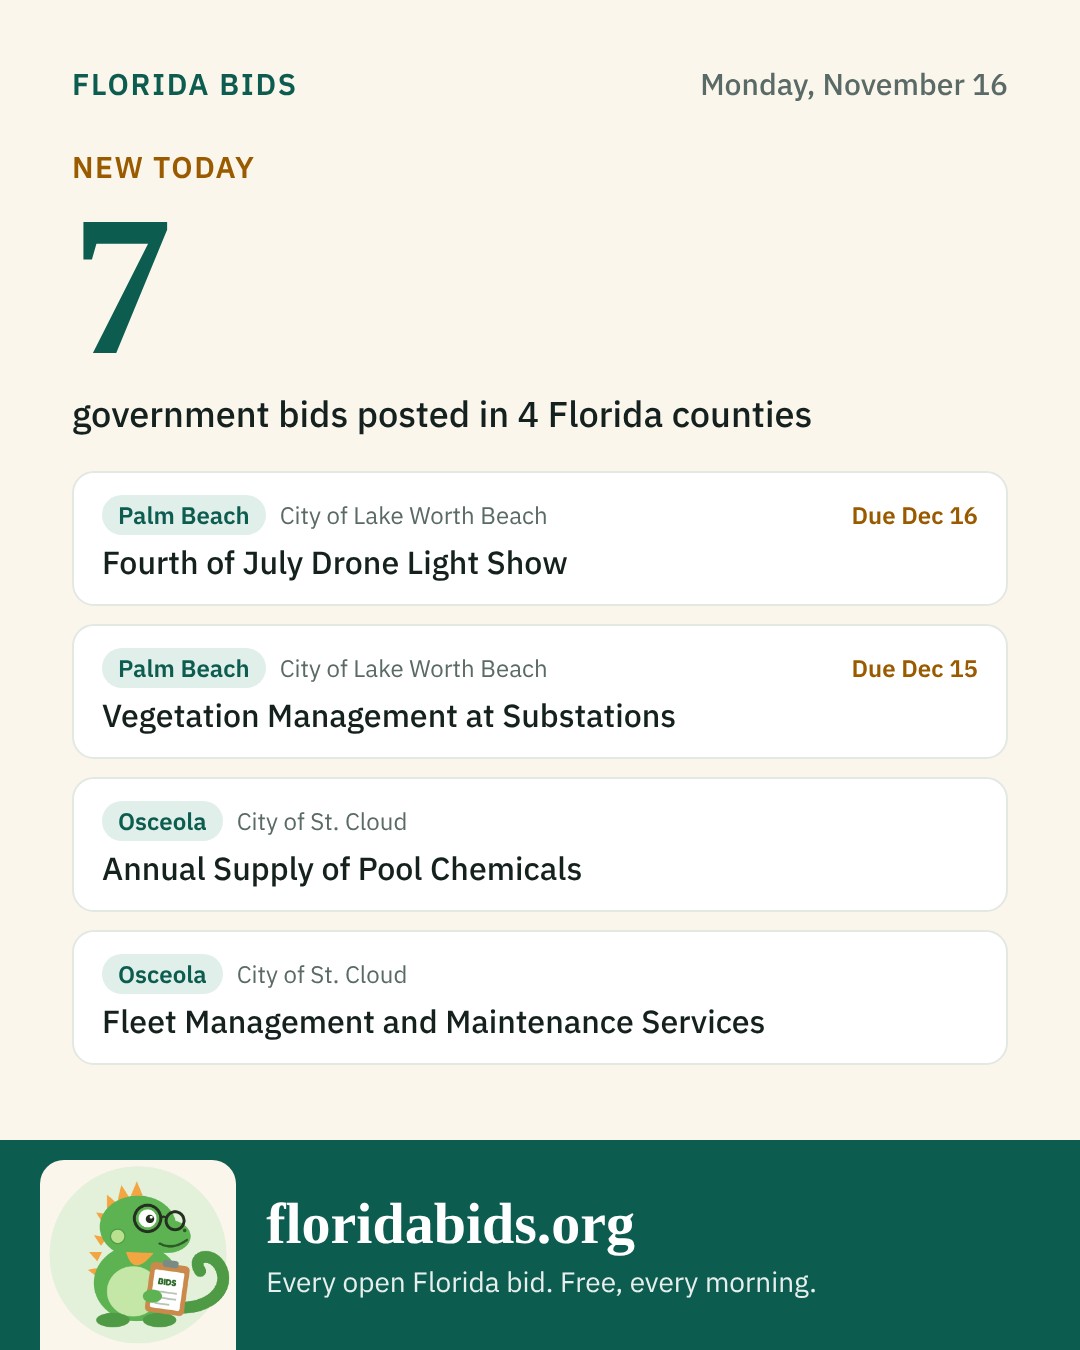 FLORIDA BIDS
Monday, November 16
NEW TODAY
7
government bids posted in 4 Florida counties
Palm Beach City of Lake Worth Beach Due Dec 16
Fourth of July Drone Light Show
Palm Beach City of Lake Worth Beach Due Dec 15
Vegetation Management at Substations
Osceola City of St. Cloud
Annual Supply of Pool Chemicals
Osceola City of St. Cloud
Fleet Management and Maintenance Services
BIDS
floridabids.org
Every open Florida bid. Free, every morning.